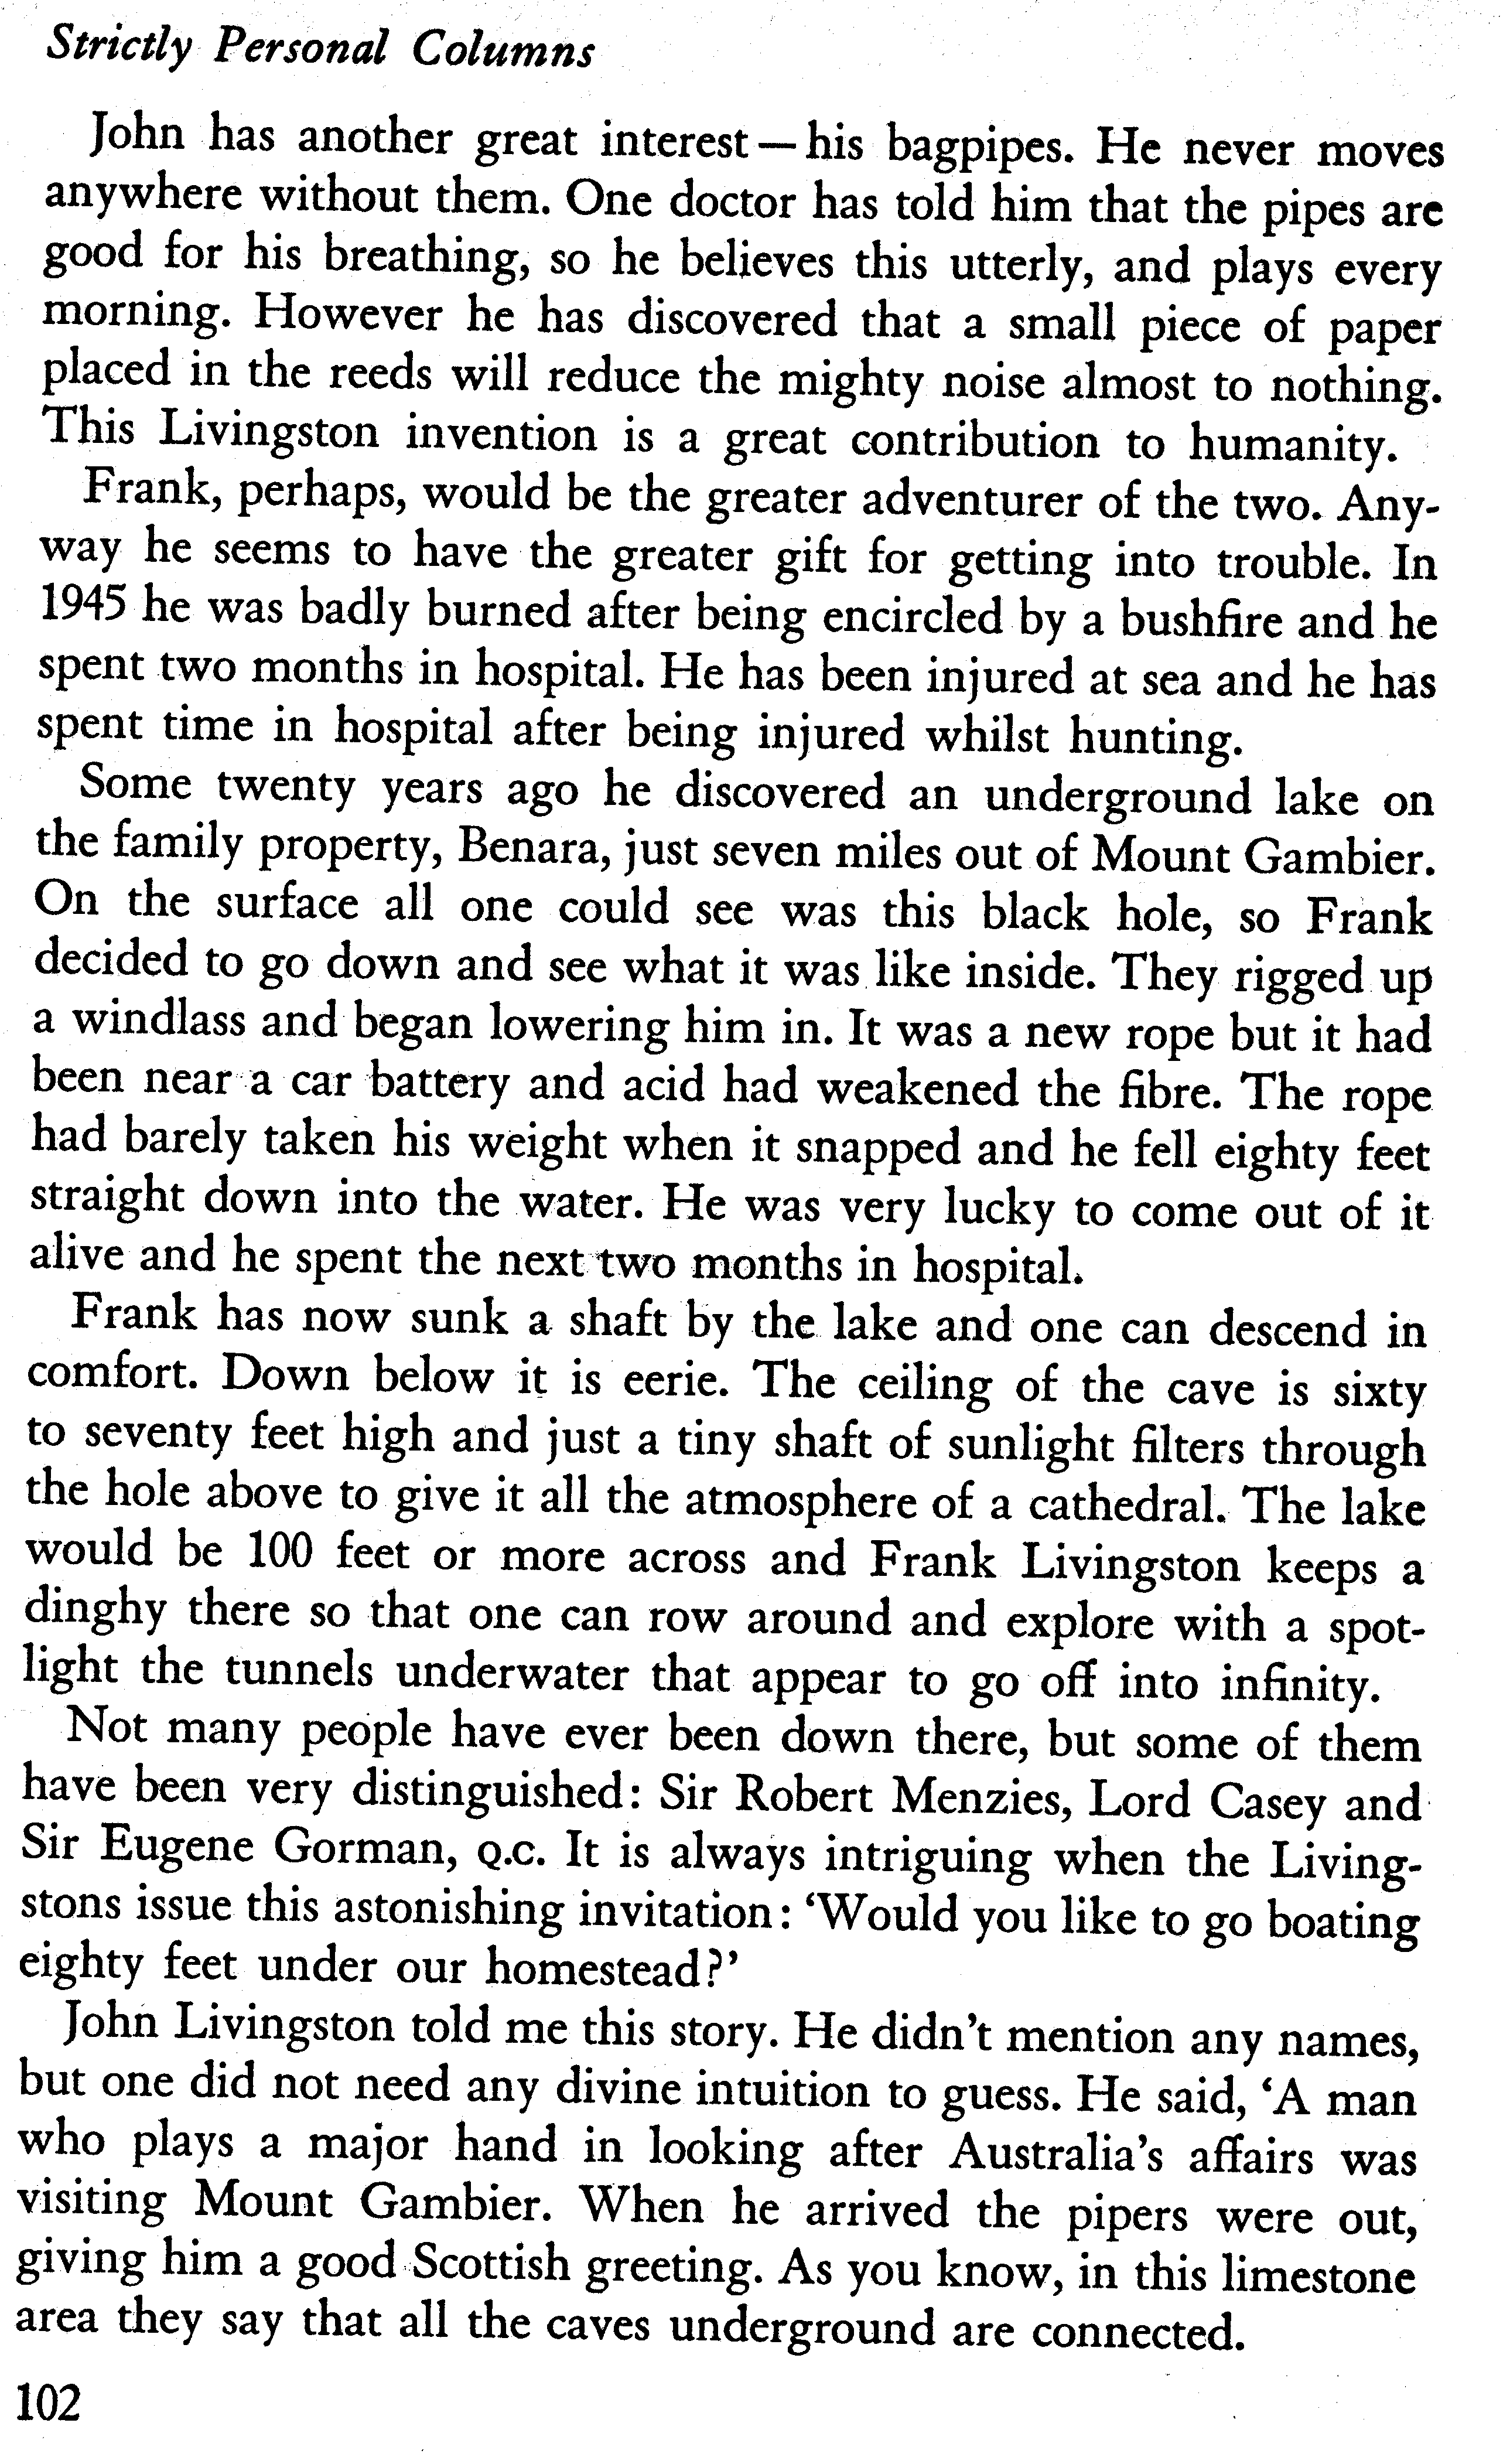 Strictly Personal Columns
John has another great interest — his bagpipes. He never moves
anywhere without them. One doctor has told him that the pipes are
good for his breathing, so he believes this utterly, and plays every
morning. However he has discovered that a small piece of paper
placed in the reeds will reduce the mighty noise almost to nothing.
This Livingston invention is a great contribution to humanity.
Frank, perhaps, would be the greater adventurer of the two. Any-
way he seems to have the greater gift for getting into trouble. In
1945 he was badly burned after being encircled by a bushfire and he
spent two months in hospital. He has been injured at sea and he has
spent time in hospital after being injured whilst hunting.
Some twenty years ago he discovered an underground lake on
the family property, Benara, just seven miles out of Mount Gambier.
On the surface all one could see was this black hole, so Frank
decided to go down and see what it was like inside. They rigged up
a windlass and began lowering him in. It was a new rope but it had
been near a car battery and acid had weakened the fibre. The rope
had barely taken his weight when it snapped and he fell eighty feet
straight down into the water. He was very lucky to come out of it
alive and he spent the next two months in hospital.
Frank has now sunk a shaft by the lake and one can descend in
comfort. Down below it is eerie. The ceiling of the cave is sixty
to seventy feet high and just a tiny shaft of sunlight filters through
the hole above to give it all the atmosphere of a cathedral. The lake
would be 100 feet or more across and Frank Livingston keeps a
dinghy there so that one can row around and explore with a spot-
light the tunnels underwater that appear to go off into infinity.
Not many people have ever been down there, but some of them
have been very distinguished: Sir Robert Menzies, Lord Casey and
Sir Eugene Gorman, Q.C. It is always intriguing when the Living-
stons issue this astonishing invitation: ‘Would you like to go boating
eighty feet under our homestead?’
John Livingston told me this story. He didn’t mention any names,
but one did not need any divine intuition to guess. He said, ‘A man
who plays a major hand in looking after Australia’s affairs was
visiting Mount Gambier. When he arrived the pipers were out,
giving him a good Scottish greeting. As you know, in this limestone
area they say that all the caves underground are connected.
102